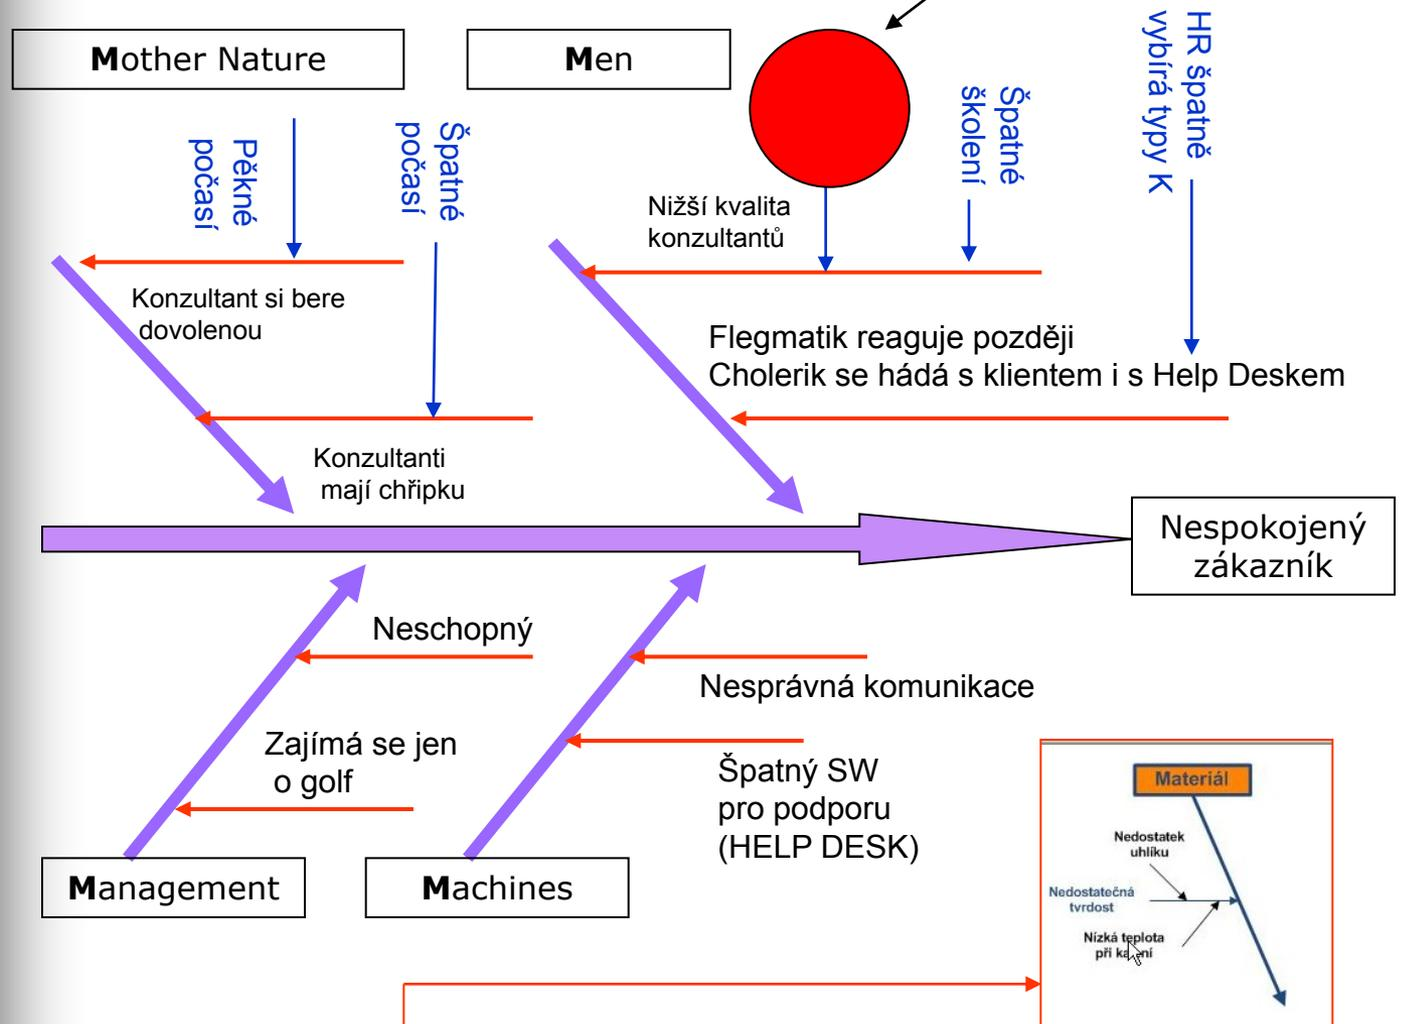 Mother Nature
Men
HR špatně
vybírá typy K
Špatné
školení
Pěkné
počasí
Špatné
počasí
Nižší kvalita
konzultantů
Konzultant si bere
dovolenou
Flegmatik reaguje později
Cholerik se hádá s klientem i s Help Deskem
Konzultanti
mají chřipku
Nespokojený
zákazník
Neschopný
Nesprávná komunikace
Zajímá se jen
o golf
Špatný SW
pro podporu
(HELP DESK)
Management
Machines
Materiál
Nedostatek
uhlíku
Nedostatečná
tvrdost
Nízká teplota
při kalení